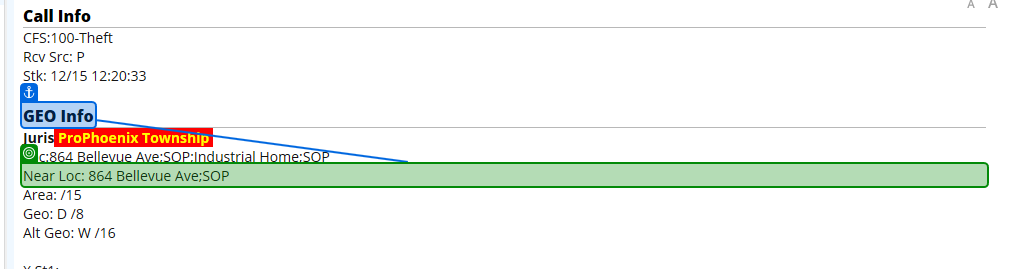 A A
Call Info
CFS:100-Theft
Rcv Src: P
Stk: 12/15 12:20:33
GEO Info
Juris ProPhoenix Township
c:864 Bellevue Ave;SOP;Industrial Home;SOP
Near Loc: 864 Bellevue Ave;SOP
Area: /15
Geo: D /8
Alt Geo: W /16